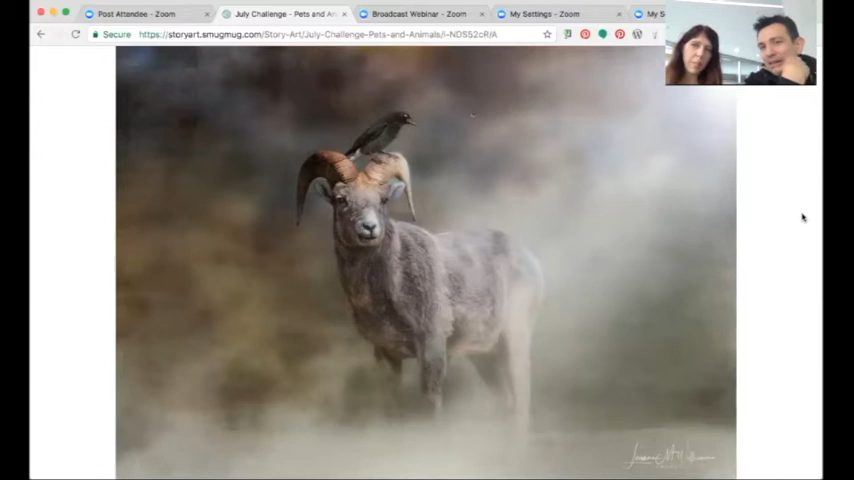 Post Attendee - Zoom
July Challenge - Pets and An
Broadcast Webinar - Zoom
My Settings - Zoom
My S
Secure
https://storyart.smugmug.com/Story-Art/July-Challenge-Pets-and-Animals/i-NDS52cR/A